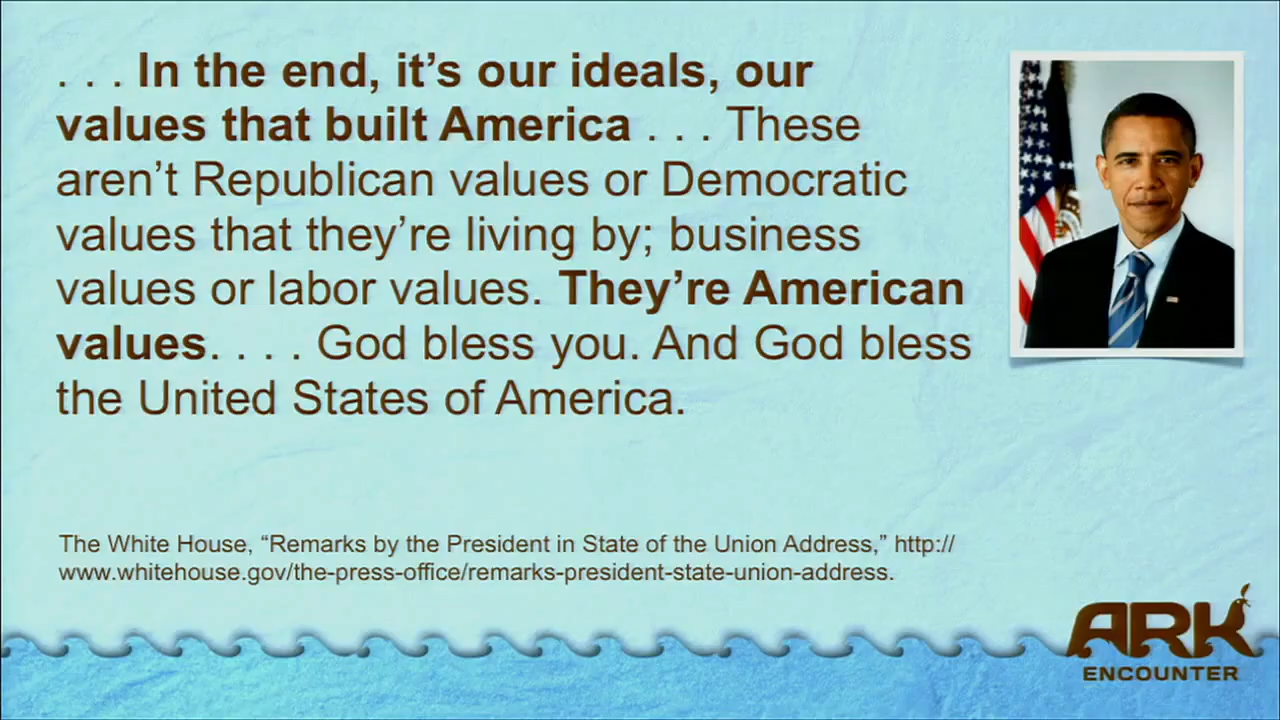 . . . In the end, it’s our ideals, our
values that built America . . . These
aren’t Republican values or Democratic
values that they’re living by; business
values or labor values. They’re American
values. . . . God bless you. And God bless
the United States of America.
The White House, “Remarks by the President in State of the Union Address,” http://
www.whitehouse.gov/the-press-office/remarks-president-state-union-address.
ARK
ENCOUNTER